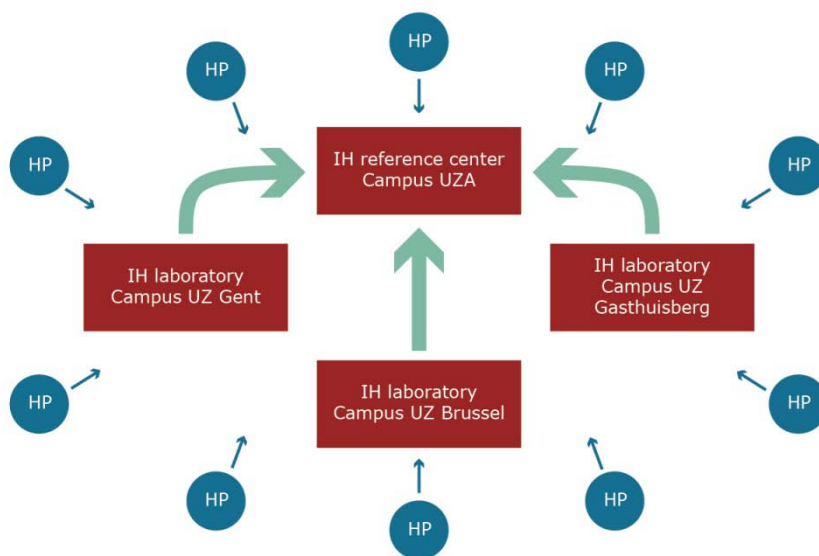 HP
HP
HP
HP
HP
IH reference center
Campus UZA
IH laboratory
Campus UZ Gent
IH laboratory
Campus UZ
Gasthuisberg
IH laboratory
Campus UZ Brussel
HP
HP
HP
HP
HP